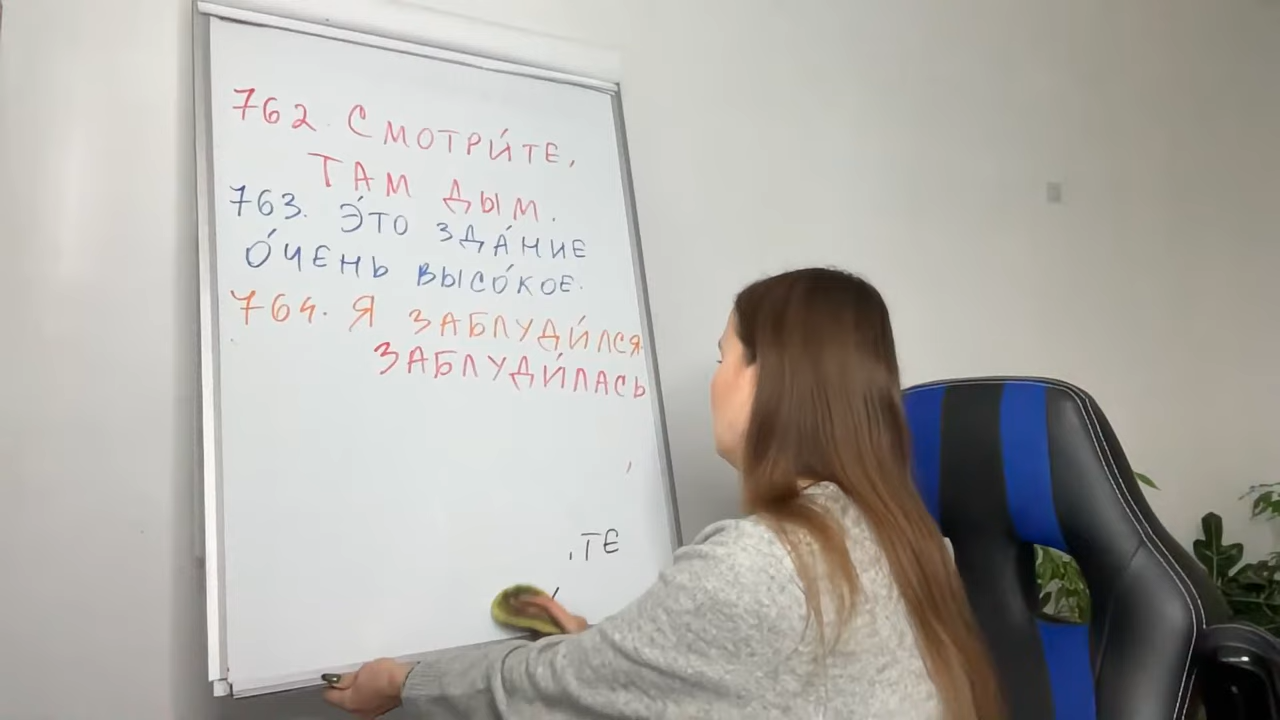 762. СМОТРИ́ТЕ,
ТАМ ДЫМ.
763. Э́ТО ЗДА́НИЕ
О́ЧЕНЬ ВЫСО́КОЕ.
764. Я ЗАБЛУДИ́ЛСЯ
ЗАБЛУДИ́ЛАСЬ
ТЕ